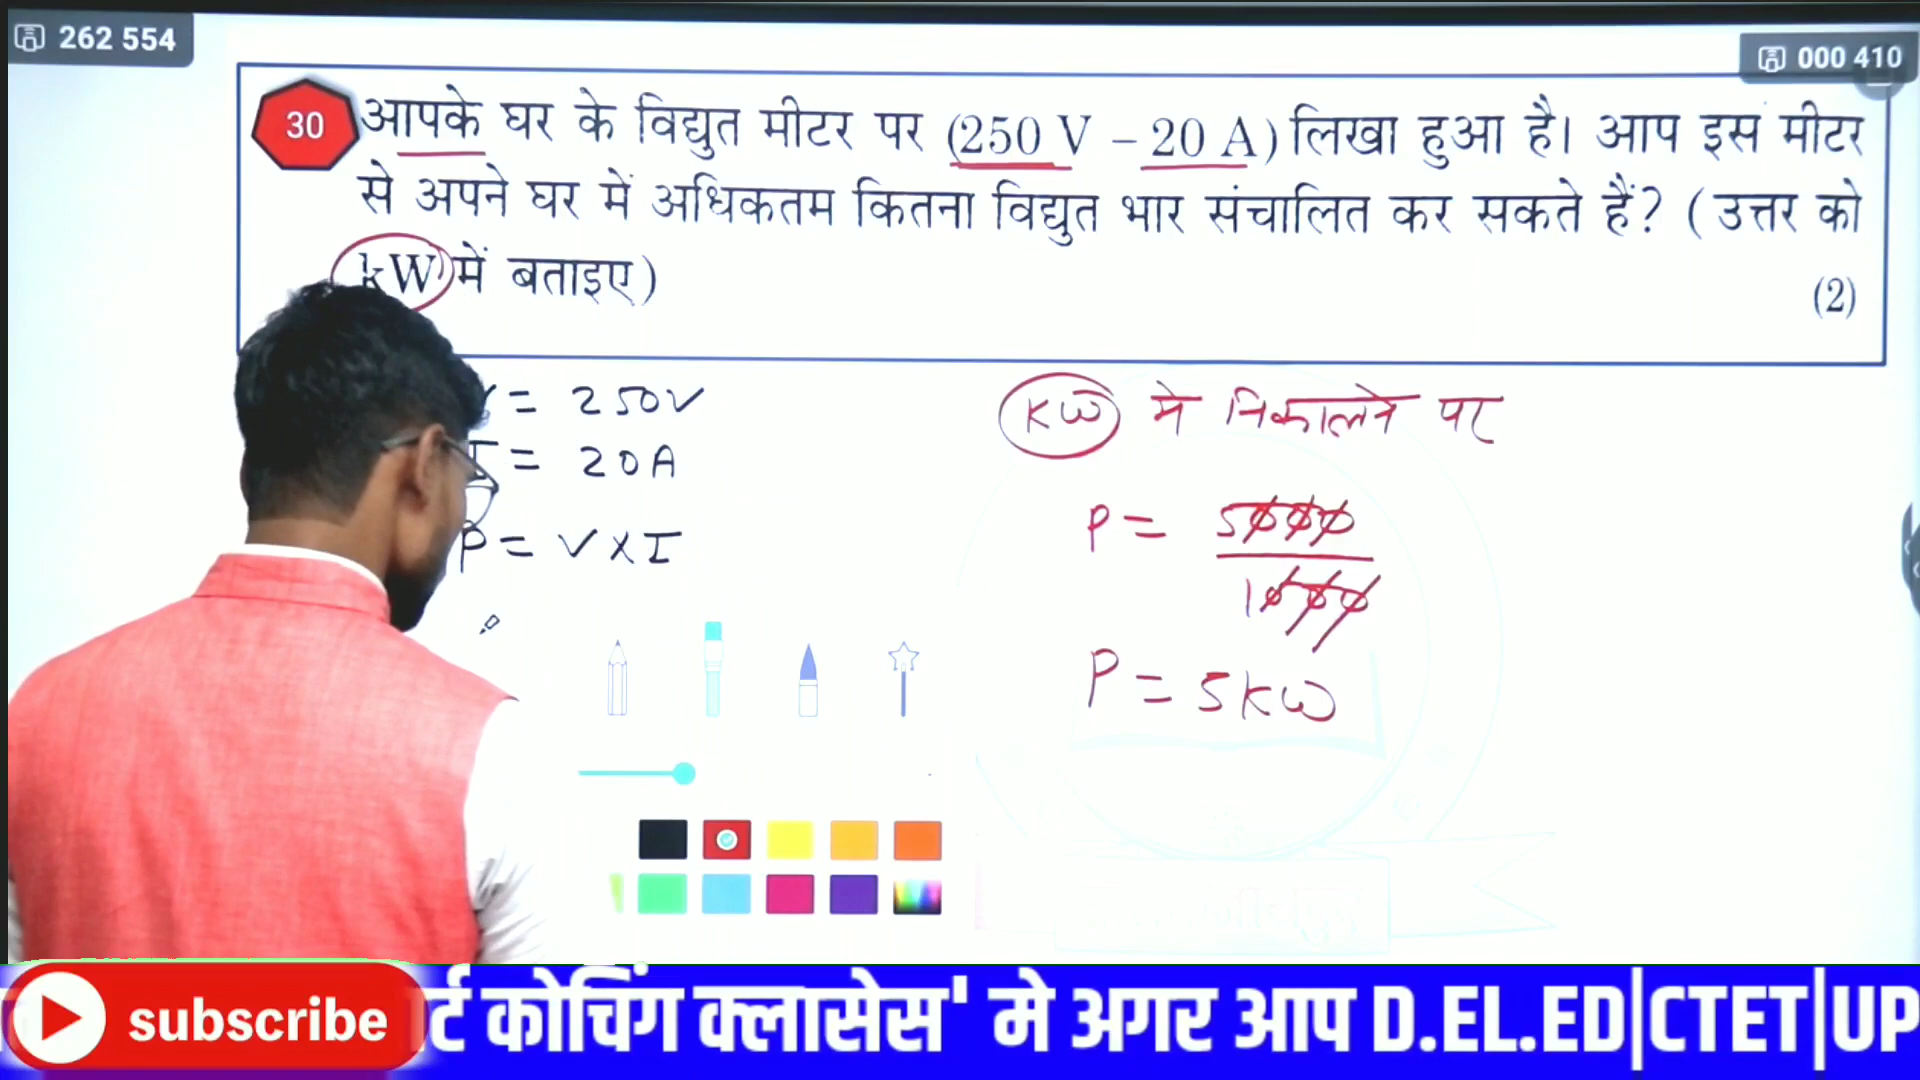 262 554
000 410
30 आपके घर के विद्युत मीटर पर (250 V – 20 A) लिखा हुआ है। आप इस मीटर
से अपने घर में अधिकतम कितना विद्युत भार संचालित कर सकते हैं? (उत्तर को
kW में बताइए)
(2)
= 250V
I = 20A
P = V X I
KW मे निकालने पर
P = 5000
1000
P = 5KW
subscribe
र्ट कोचिंग क्लासेस' मे अगर आप D.EL.ED|CTET|UP